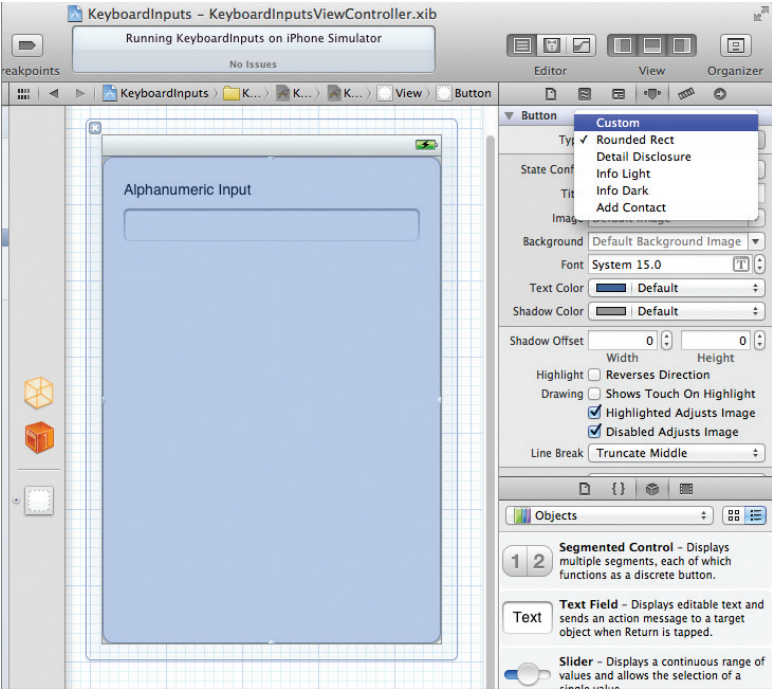 KeyboardInputs – KeyboardInputsViewController.xib
Running KeyboardInputs on iPhone Simulator
No Issues
reakpoints
Editor
View
Organizer
KeyboardInputs
K...
K...
K...
View
Button
Button
Custom
Rounded Rect
Detail Disclosure
Info Light
Info Dark
Add Contact
Ty
State Conf
Tit
Image Default Image
Background Default Background Image
Font System 15.0
Text Color Default
Shadow Color Default
Shadow Offset 0 0
Width Height
Highlight Reverses Direction
Drawing Shows Touch On Highlight
Highlighted Adjusts Image
Disabled Adjusts Image
Line Break Truncate Middle
Alphanumeric Input
Objects
1 2
Segmented Control – Displays
multiple segments, each of which
functions as a discrete button.
Text
Text Field – Displays editable text and
sends an action message to a target
object when Return is tapped.
Slider – Displays a continuous range of
values and allows the selection of a
single value